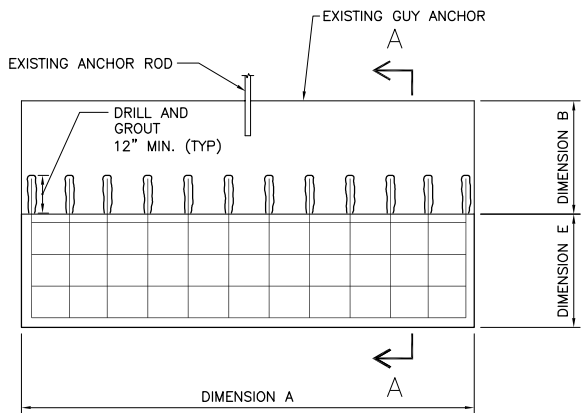 EXISTING GUY ANCHOR
A
EXISTING ANCHOR ROD
DRILL AND
GROUT
12" MIN. (TYP)
DIMENSION B
DIMENSION E
DIMENSION A
A